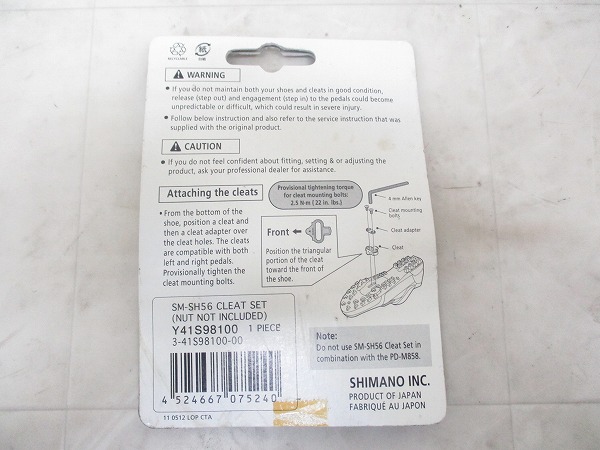 RECYCLABLE
紙
WARNING
• If you do not maintain both your shoes and cleats in good condition,
release (step out) and engagement (step in) to the pedals could become
unpredictable or difficult, which could result in severe injury.
• Follow below instruction and also refer to the service instruction that was
supplied with the original product.
CAUTION
• If you do not feel confident about fitting, setting & or adjusting the
product, ask your professional dealer for assistance.
Attaching the cleats
• From the bottom of the
shoe, position a cleat and
then a cleat adapter over
the cleat holes. The cleats
are compatible with both
left and right pedals.
Provisionally tighten the
cleat mounting bolts.
Provisional tightening torque
for cleat mounting bolts:
2.5 N·m {22 in. lbs.}
Front
Position the triangular
portion of the cleat
toward the front of
the shoe.
4 mm Allen key
Cleat mounting
bolts
Cleat adapter
Cleat
SM-SH56 CLEAT SET
(NUT NOT INCLUDED)
Y41S98100 1 PIECE
3-41S98100-00
4 524667 075240
11 0512 LOP CTA
Note:
Do not use SM-SH56 Cleat Set in
combination with the PD-M858.
SHIMANO INC.
PRODUCT OF JAPAN
FABRIQUÉ AU JAPON